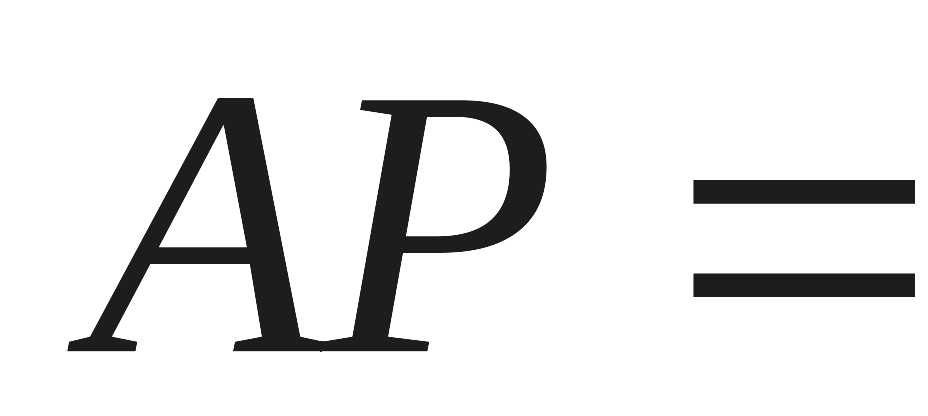 AP =